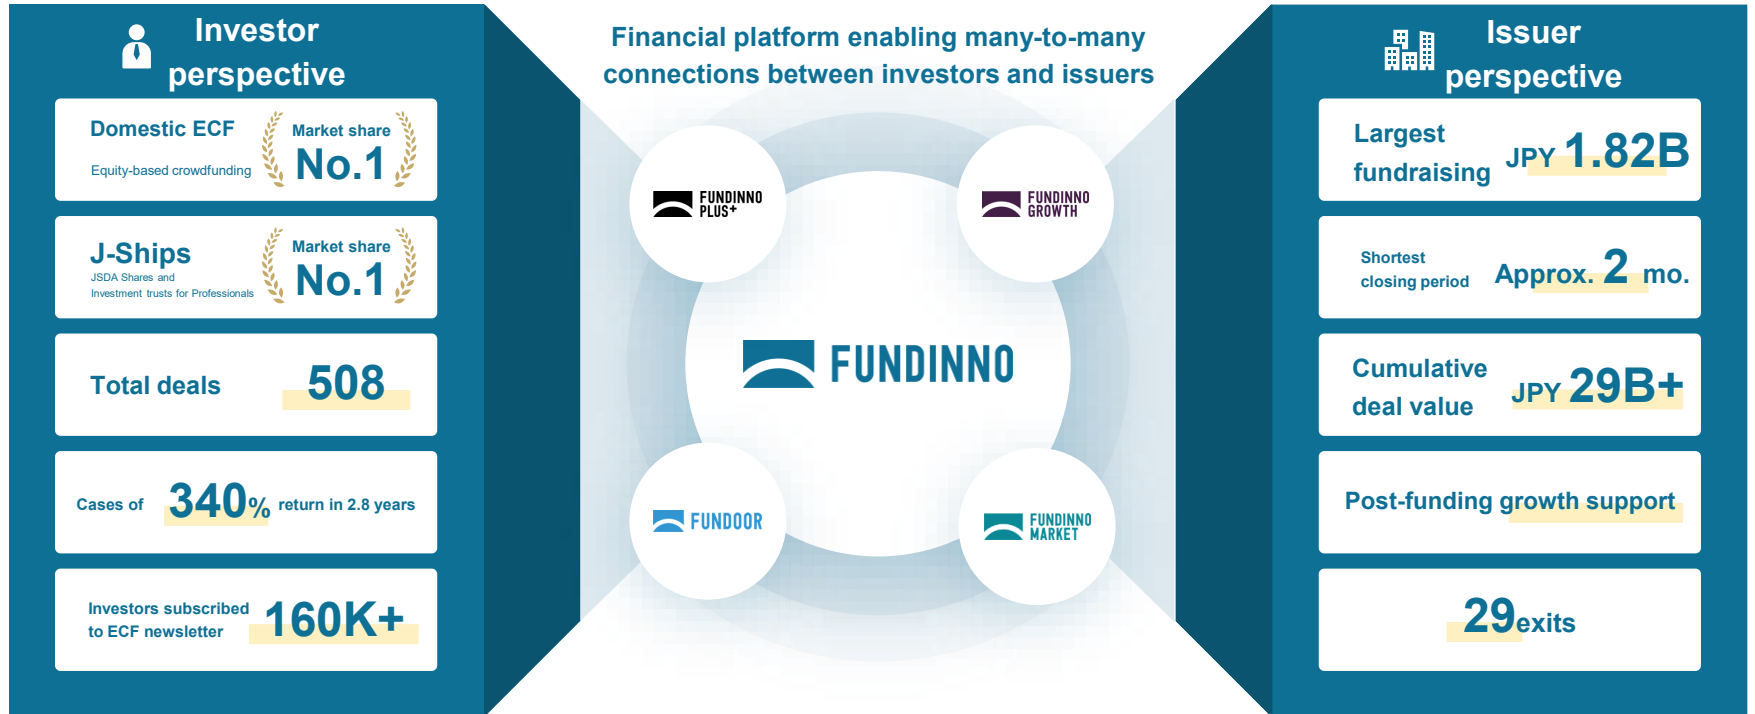 Investor
perspective
Domestic ECF
Equity-based crowdfunding
Market share
No.1
J-Ships
JSDA Shares and
Investment trusts for Professionals
Market share
No.1
Total deals
508
Cases of 340% return in 2.8 years
Investors subscribed
to ECF newsletter
160K+
Financial platform enabling many-to-many
connections between investors and issuers
FUNDINNO
PLUS+
FUNDINNO
GROWTH
FUNDINNO
FUNDOOR
FUNDINNO
MARKET
Issuer
perspective
Largest
fundraising
JPY 1.82B
Shortest
closing period
Approx. 2 mo.
Cumulative
deal value
JPY 29B+
Post-funding growth support
29exits